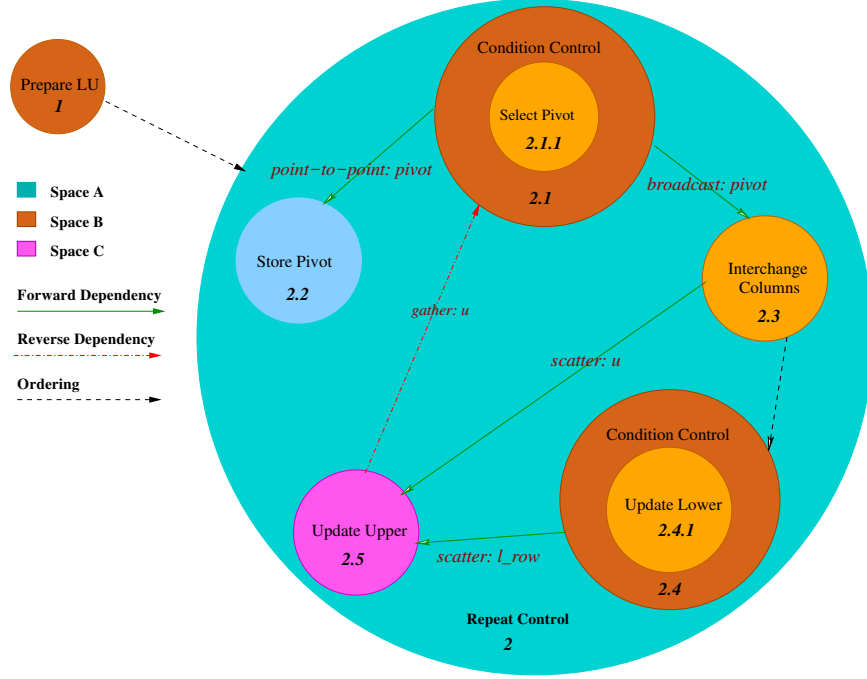 Condition Control
Prepare LU
1
Select Pivot
2.1.1
point-to-point: pivot
broadcast: pivot
2.1
Space A
Space B
Space C
Store Pivot
2.2
Interchange
Columns
2.3
Forward Dependency
gather: u
Reverse Dependency
scatter: u
Ordering
Condition Control
Update Lower
2.4.1
Update Upper
2.5
scatter: l_row
2.4
Repeat Control
2